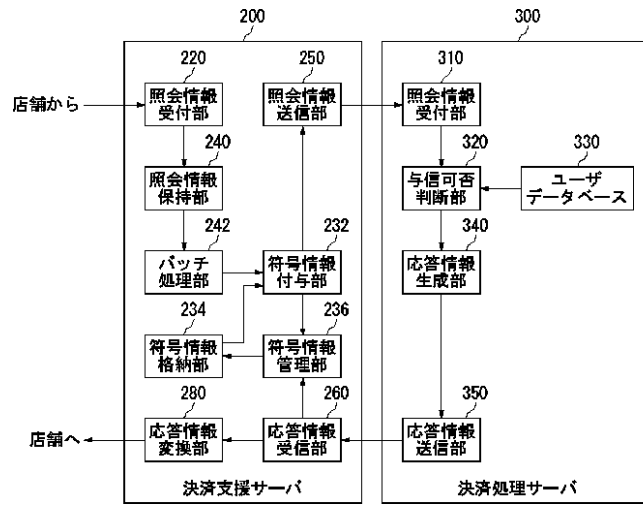 200
300
220
250
310
店舗から
照会情報
受付部
照会情報
送信部
照会情報
受付部
240
320
330
照会情報
保持部
与信可否
判断部
ユーザ
データベース
242
232
340
バッチ
処理部
符号情報
付与部
応答情報
生成部
234
236
符号情報
格納部
符号情報
管理部
280
260
350
店舗へ
応答情報
変換部
応答情報
受信部
応答情報
送信部
決済支援サーバ
決済処理サーバ